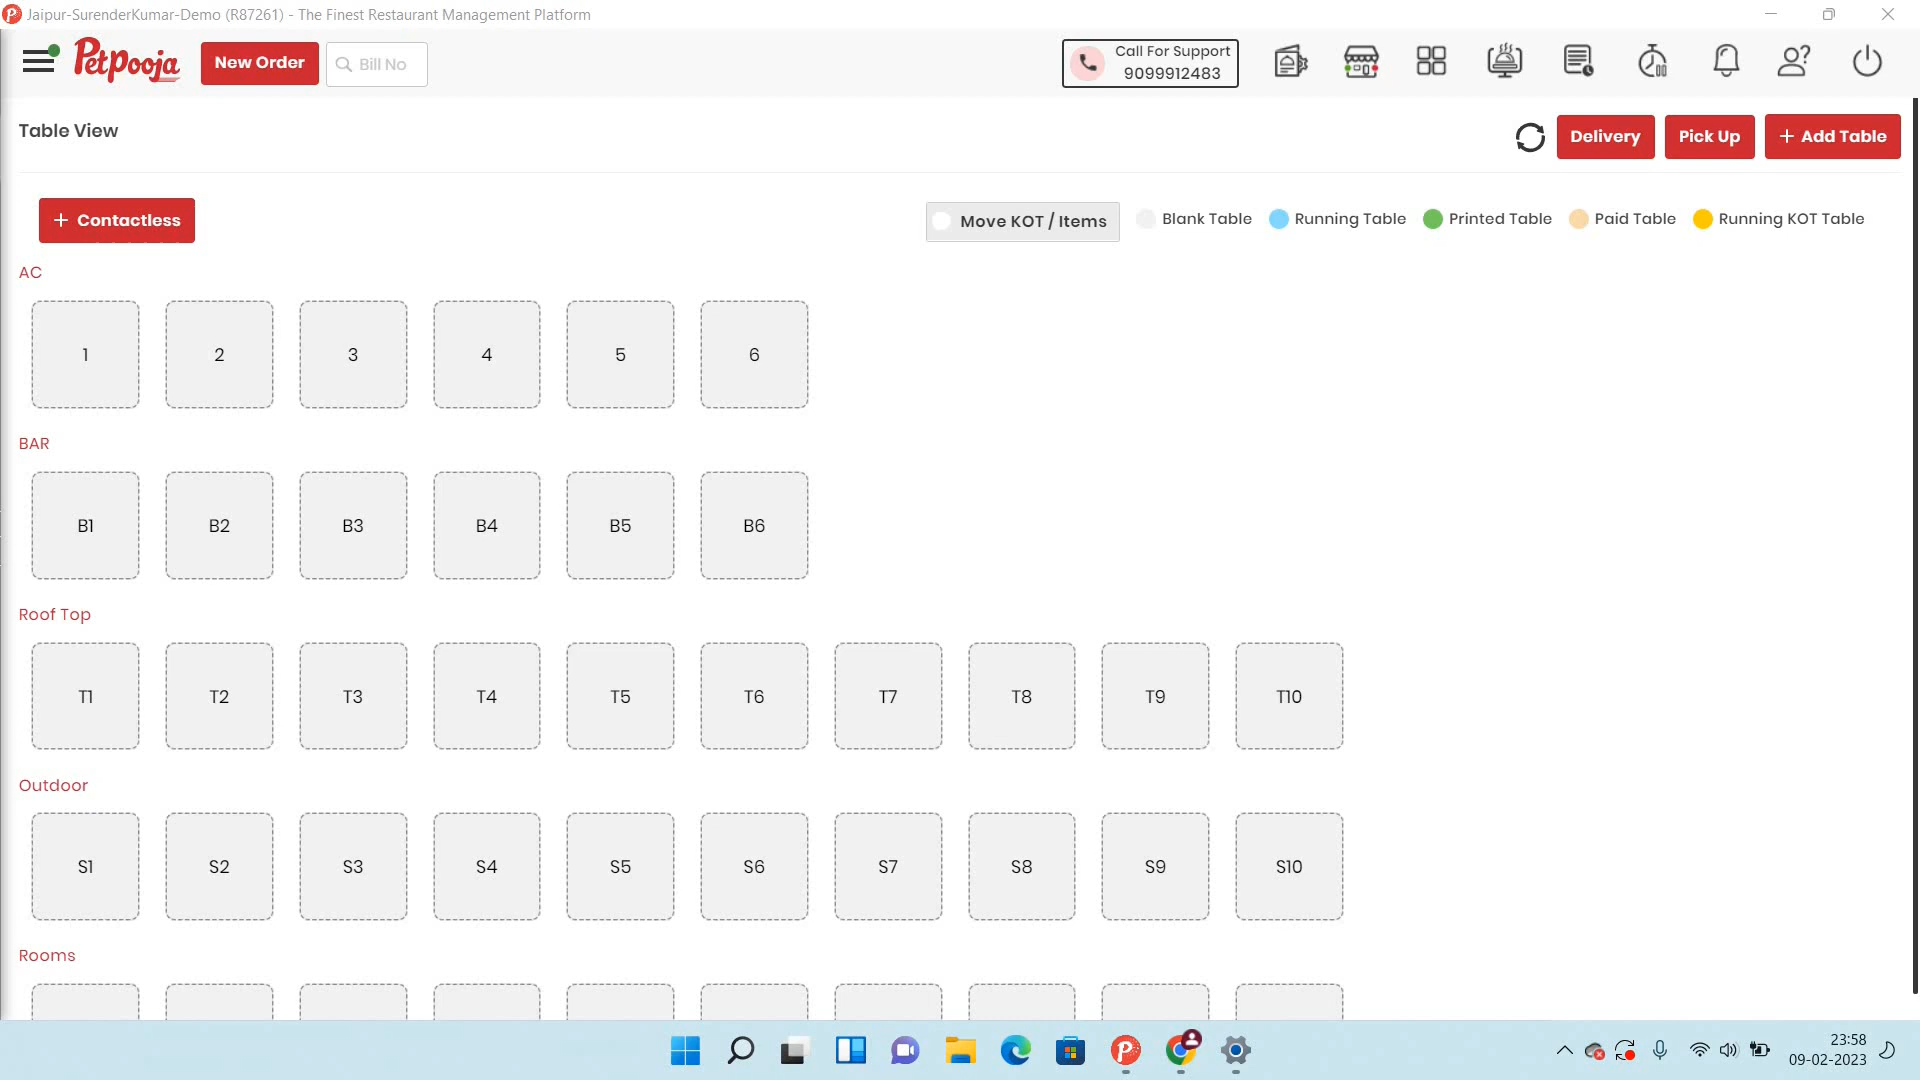 Jaipur-SurenderKumar-Demo (R87261) - The Finest Restaurant Management Platform
PetPooja
New Order
Bill No
Call For Support
9099912483
Table View
Delivery
Pick Up
+ Add Table
+ Contactless
Move KOT / Items
Blank Table
Running Table
Printed Table
Paid Table
Running KOT Table
AC
1 2 3 4 5 6
BAR
B1 B2 B3 B4 B5 B6
Roof Top
T1 T2 T3 T4 T5 T6 T7 T8 T9 T10
Outdoor
S1 S2 S3 S4 S5 S6 S7 S8 S9 S10
Rooms
23:58
09-02-2023